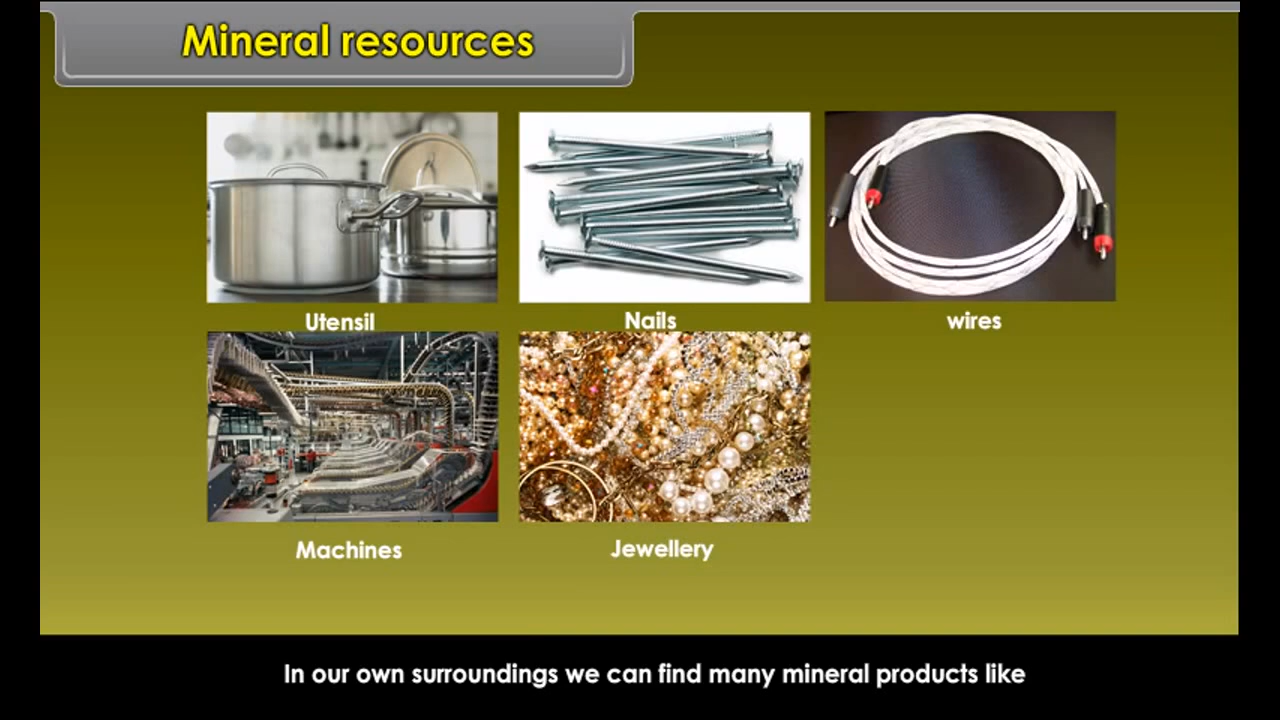 Mineral resources
Utensil
Nails
wires
Machines
Jewellery
In our own surroundings we can find many mineral products like